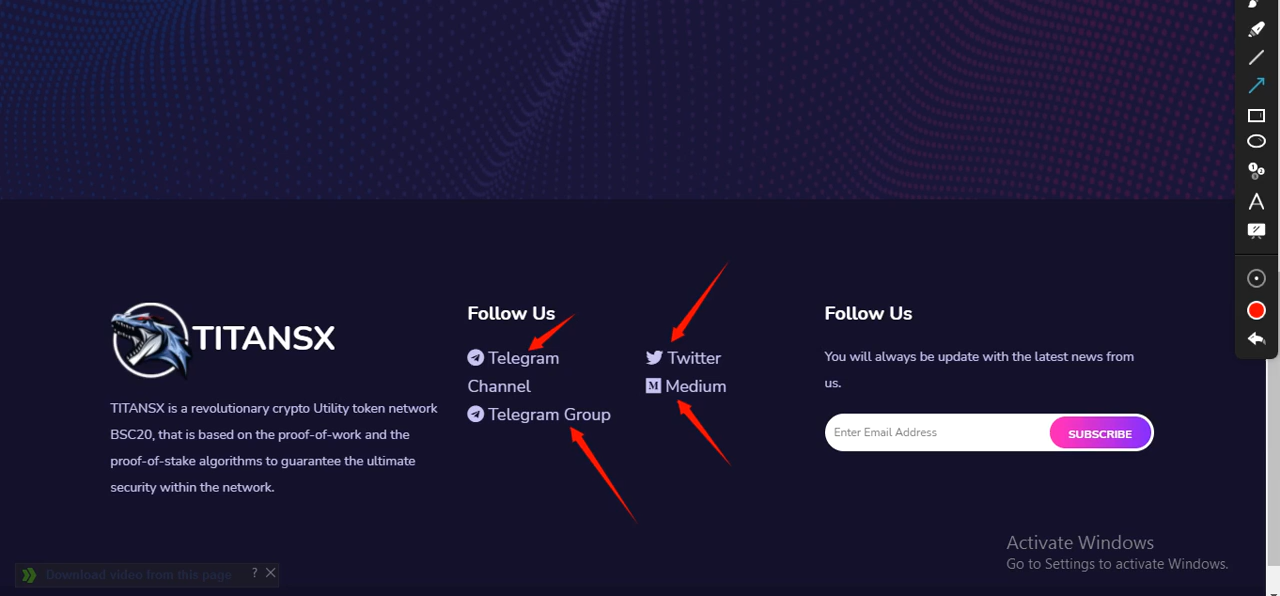 TITANSX
TITANSX is a revolutionary crypto Utility token network
BSC20, that is based on the proof-of-work and the
proof-of-stake algorithms to guarantee the ultimate
security within the network.
Follow Us
Telegram
Channel
Telegram Group
Twitter
Medium
Follow Us
You will always be update with the latest news from
us.
Enter Email Address
SUBSCRIBE
Activate Windows
Go to Settings to activate Windows.
Download video from this page
?